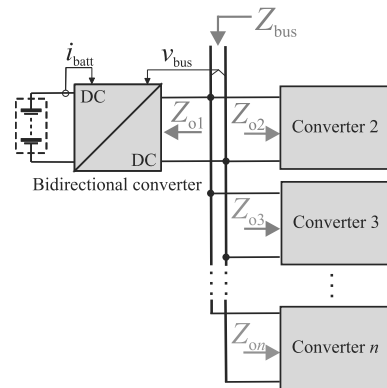 Z_bus
i_batt
v_bus
DC
Z_o1
Z_o2
Converter 2
DC
Bidirectional converter
Z_o3
Converter 3
Z_on
Converter n